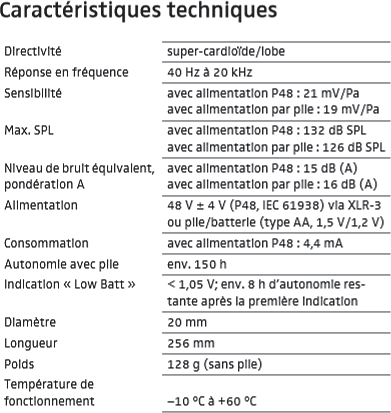 Caractéristiques techniques
Directivité super-cardioïde/lobe
Réponse en fréquence 40 Hz à 20 kHz
Sensibilité avec alimentation P48 : 21 mV/Pa
avec alimentation par pile : 19 mV/Pa
Max. SPL avec alimentation P48 : 132 dB SPL
avec alimentation par pile : 126 dB SPL
Niveau de bruit équivalent, avec alimentation P48 : 15 dB (A)
pondération A avec alimentation par pile : 16 dB (A)
Alimentation 48 V ± 4 V (P48, IEC 61938) via XLR-3
ou pile/batterie (type AA, 1,5 V/1,2 V)
Consommation avec alimentation P48 : 4,4 mA
Autonomie avec pile env. 150 h
Indication « Low Batt » < 1,05 V; env. 8 h d'autonomie res-
tante après la première indication
Diamètre 20 mm
Longueur 256 mm
Poids 128 g (sans pile)
Température de
fonctionnement –10 °C à +60 °C